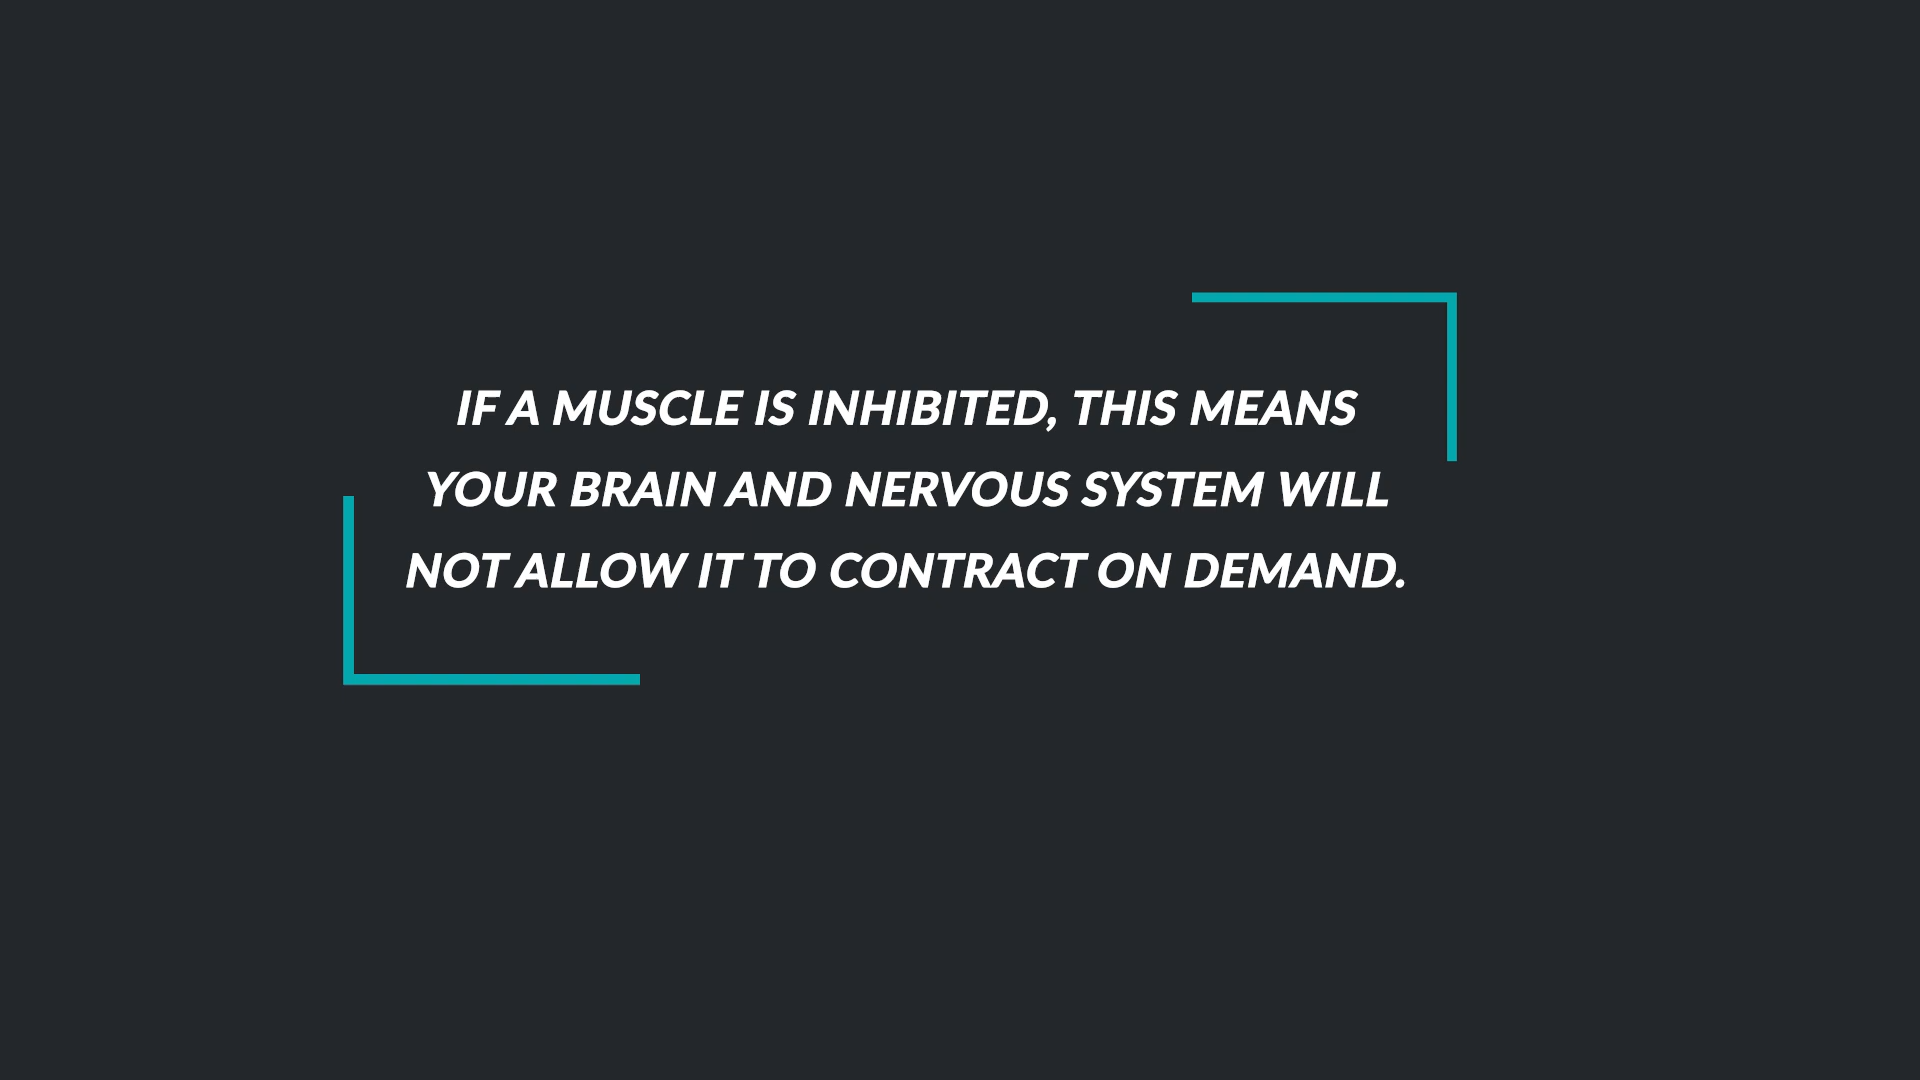 IF A MUSCLE IS INHIBITED, THIS MEANS
YOUR BRAIN AND NERVOUS SYSTEM WILL
NOT ALLOW IT TO CONTRACT ON DEMAND.